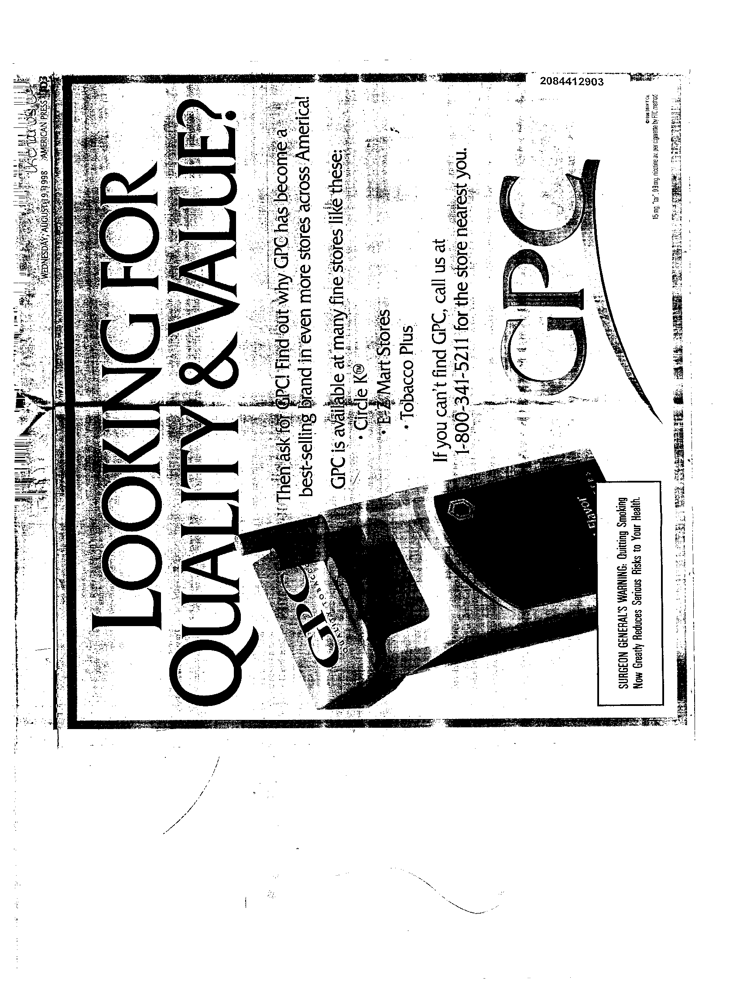 WEDNESDAY, AUGUST 19, 1998 AMERICAN PRESS
2084412903
LOOKING FOR
QUALITY & VALUE?
Then ask for GPC! Find out why GPC has become a
best-selling brand in even more stores across America!
GPC is available at many fine stores like these:
• Circle K®
• E-Z Mart Stores
• Tobacco Plus
If you can't find GPC, call us at
1-800-341-5211 for the store nearest you.
GPC
GPC
Flavor
SURGEON GENERAL'S WARNING: Quitting Smoking
Now Greatly Reduces Serious Risks to Your Health.
15 mg. "tar", 0.9 mg. nicotine av. per cigarette by FTC method.